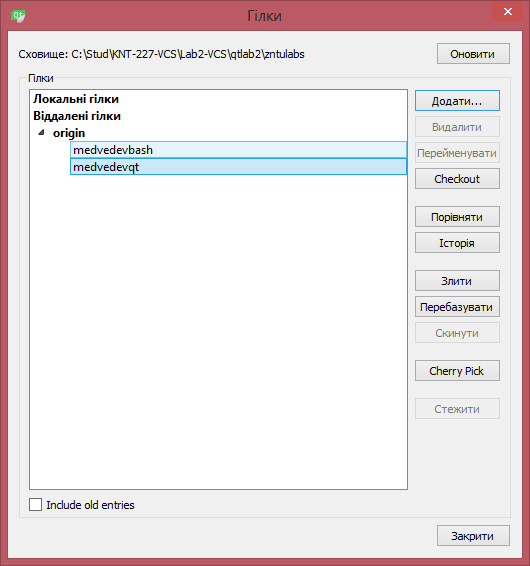 Qt
Гілки
Сховище: C:\Stud\KNT-227-VCS\Lab2-VCS\qtlab2\zntulabs
Оновити
Гілки
Локальні гілки
Віддалені гілки
origin
medvedevbash
medvedevqt
Додати...
Видалити
Перейменувати
Checkout
Порівняти
Історія
Злити
Перебазувати
Скинути
Cherry Pick
Стежити
Include old entries
Закрити